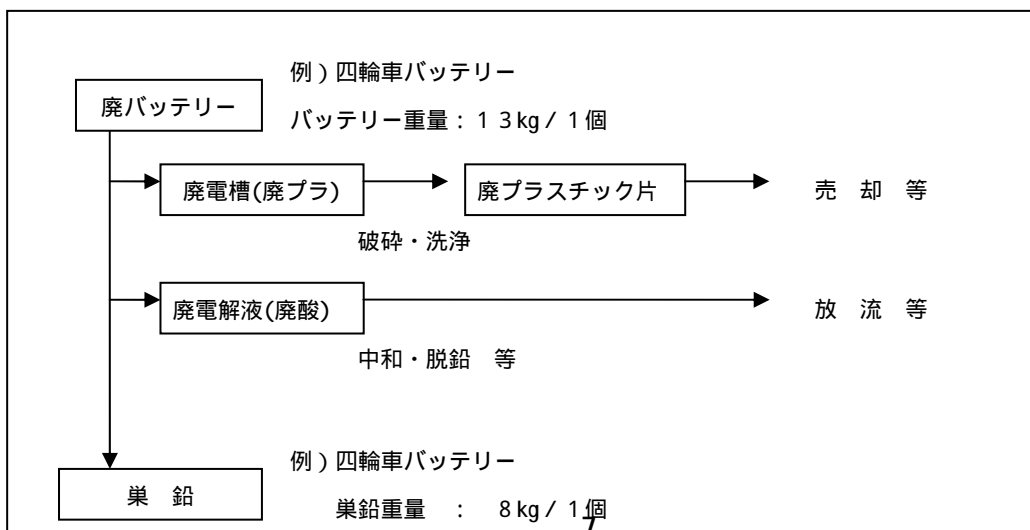 例）四輪車バッテリー
廃バッテリー
バッテリー重量：１３kg／１個
廃電槽(廃プラ)
廃プラスチック片
売　却　等
破砕・洗浄
廃電解液(廃酸)
放　流　等
中和・脱鉛　等
例）四輪車バッテリー
巣　鉛
巣鉛重量　：　８kg／１個